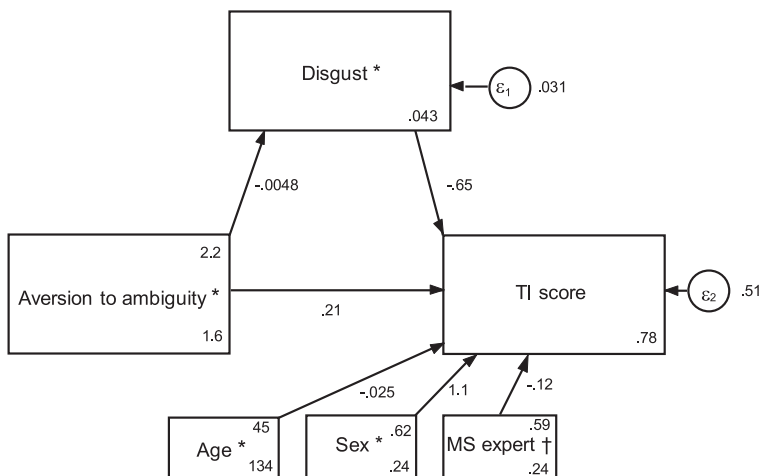 Disgust *
.043
ε1
.031
-.0048
-.65
2.2
Aversion to ambiguity *
1.6
.21
TI score
.78
ε2
.51
-.025
1.1
-.12
45
Age *
134
.62
Sex *
.24
.59
MS expert †
.24